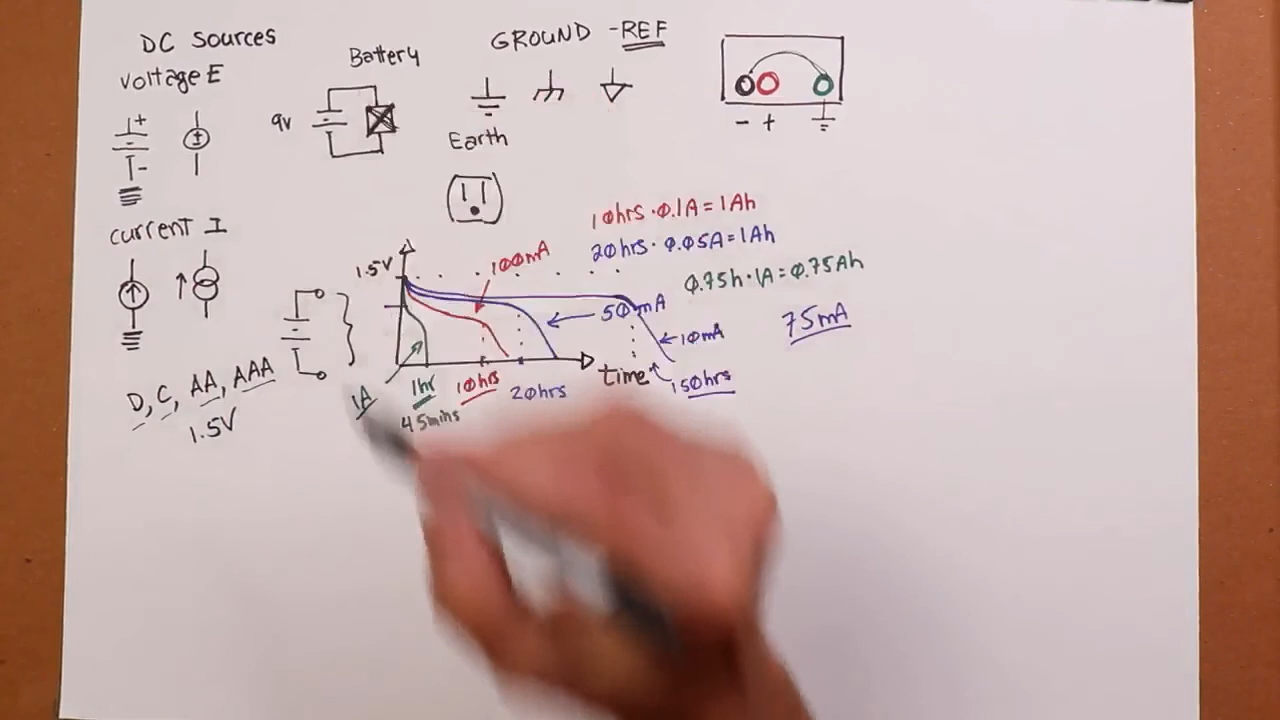 DC Sources
Voltage E
+
-
±
Battery
9v
GROUND -REF
Earth
- +
current I
D, C, AA, AAA
1.5V
1.5V
100mA
50mA
10mA
time
1A
1hr
45mins
10hrs
20hrs
150hrs
10hrs·0.1A=1Ah
20hrs·0.05A=1Ah
0.75h·1A=0.75Ah
75mA